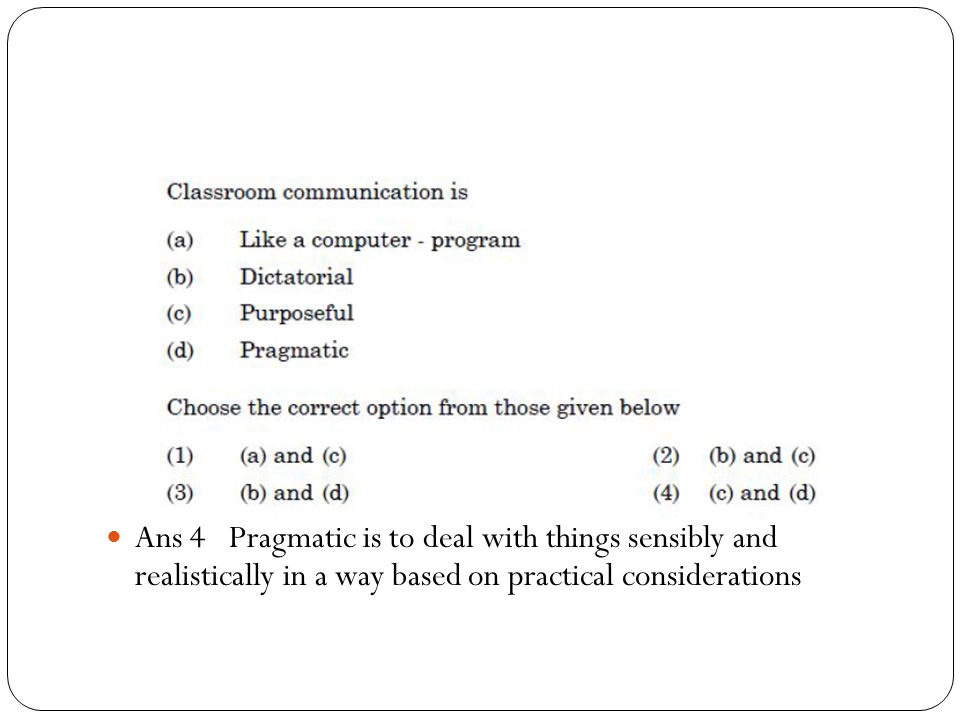 Classroom communication is
(a) Like a computer - program
(b) Dictatorial
(c) Purposeful
(d) Pragmatic
Choose the correct option from those given below
(1) (a) and (c) (2) (b) and (c)
(3) (b) and (d) (4) (c) and (d)
• Ans 4 Pragmatic is to deal with things sensibly and
realistically in a way based on practical considerations